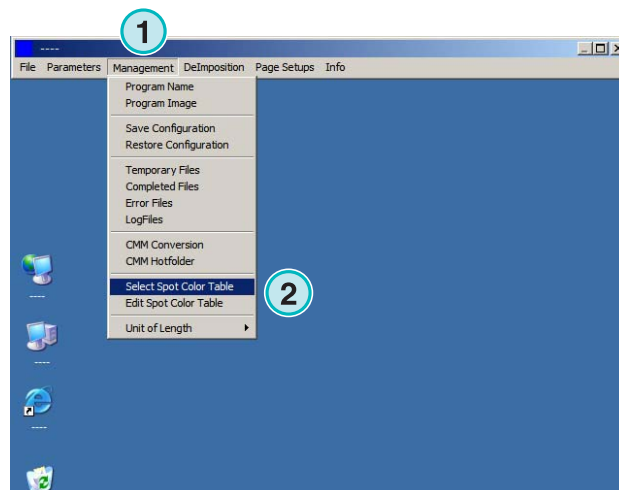 1
----
File Parameters Management DeImposition Page Setups Info
Program Name
Program Image
Save Configuration
Restore Configuration
Temporary Files
Completed Files
Error Files
LogFiles
CMM Conversion
CMM Hotfolder
Select Spot Color Table
2
Edit Spot Color Table
Unit of Length
----
----
----